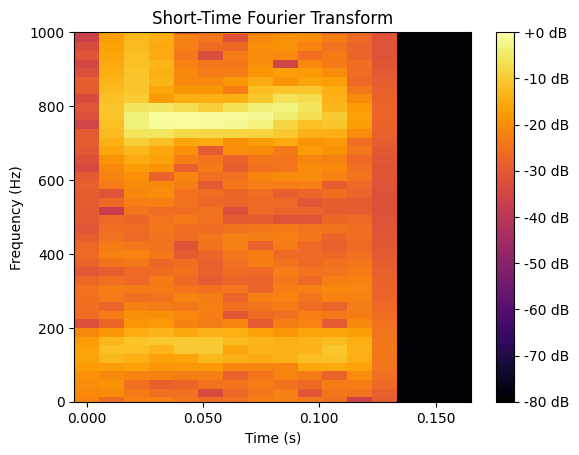 Short-Time Fourier Transform
Frequency (Hz)
1000
800
600
400
200
0
0.000
0.050
0.100
0.150
Time (s)
+0 dB
-10 dB
-20 dB
-30 dB
-40 dB
-50 dB
-60 dB
-70 dB
-80 dB